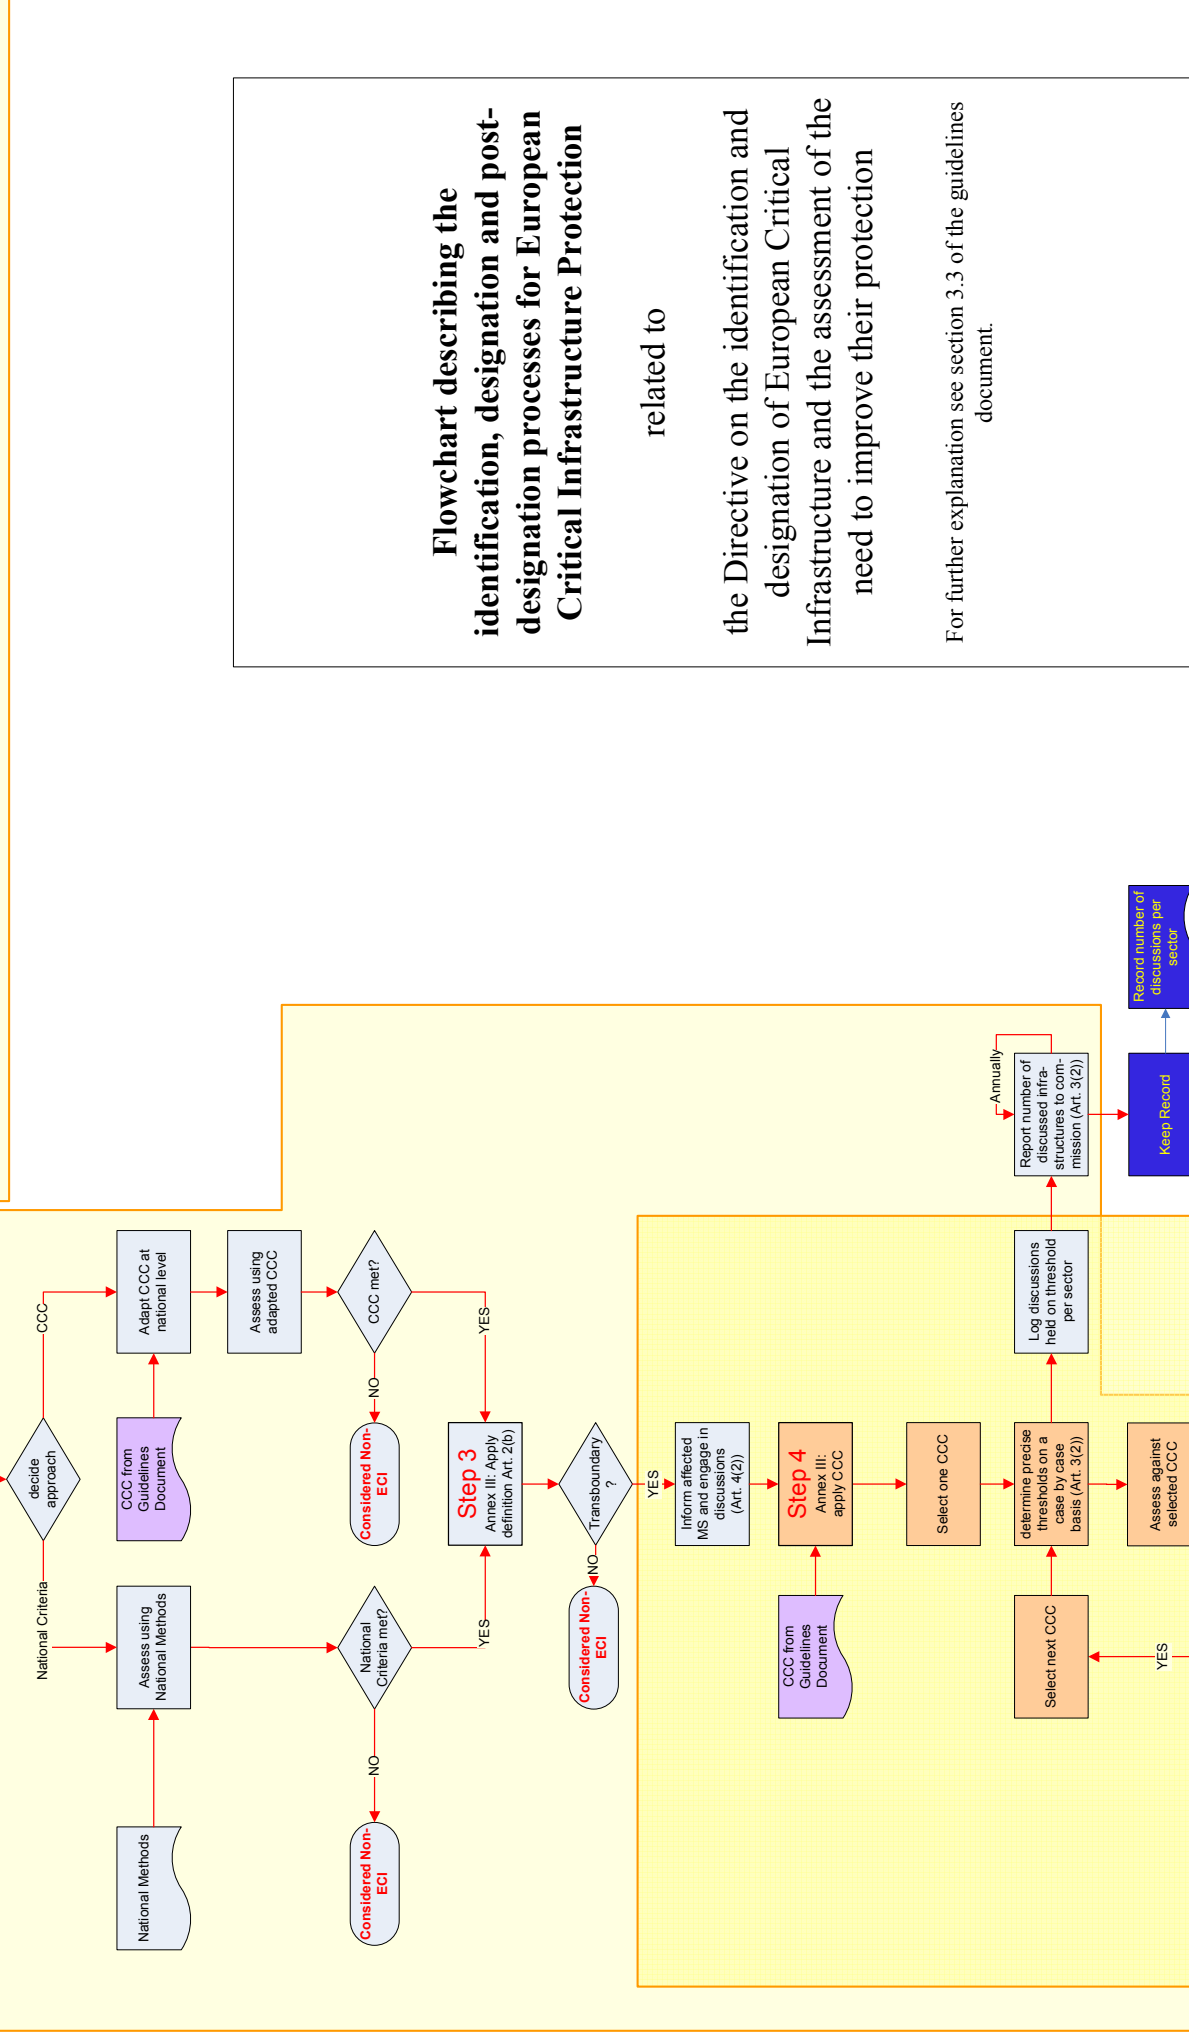 Flowchart describing the
identification, designation and post-
designation processes for European
Critical Infrastructure Protection
related to
the Directive on the identification and
designation of European Critical
Infrastructure and the assessment of the
need to improve their protection
For further explanation see section 3.3 of the guidelines
document.
decide
approach
National Criteria
CCC
National Methods
Assess using
National Methods
CCC from
Guidelines
Document
Adapt CCC at
national level
Assess using
adapted CCC
National
Criteria met?
CCC met?
NO
Considered Non-
ECI
NO
Considered Non-
ECI
YES
YES
Step 3
Annex III: Apply
definition Art. 2(b)
Transboundary
?
NO
Considered Non-
ECI
YES
Inform affected
MS and engage in
discussions
(Art. 4(2))
CCC from
Guidelines
Document
Step 4
Annex III:
apply CCC
Select one CCC
Select next CCC
determine precise
thresholds on a
case by case
basis (Art. 3(2))
Log discussions
held on threshold
per sector
Report number of
discussed infra-
structures to com-
mission (Art. 3(2))
Annually
YES
Assess against
selected CCC
Keep Record
Record number of
discussions per
sector